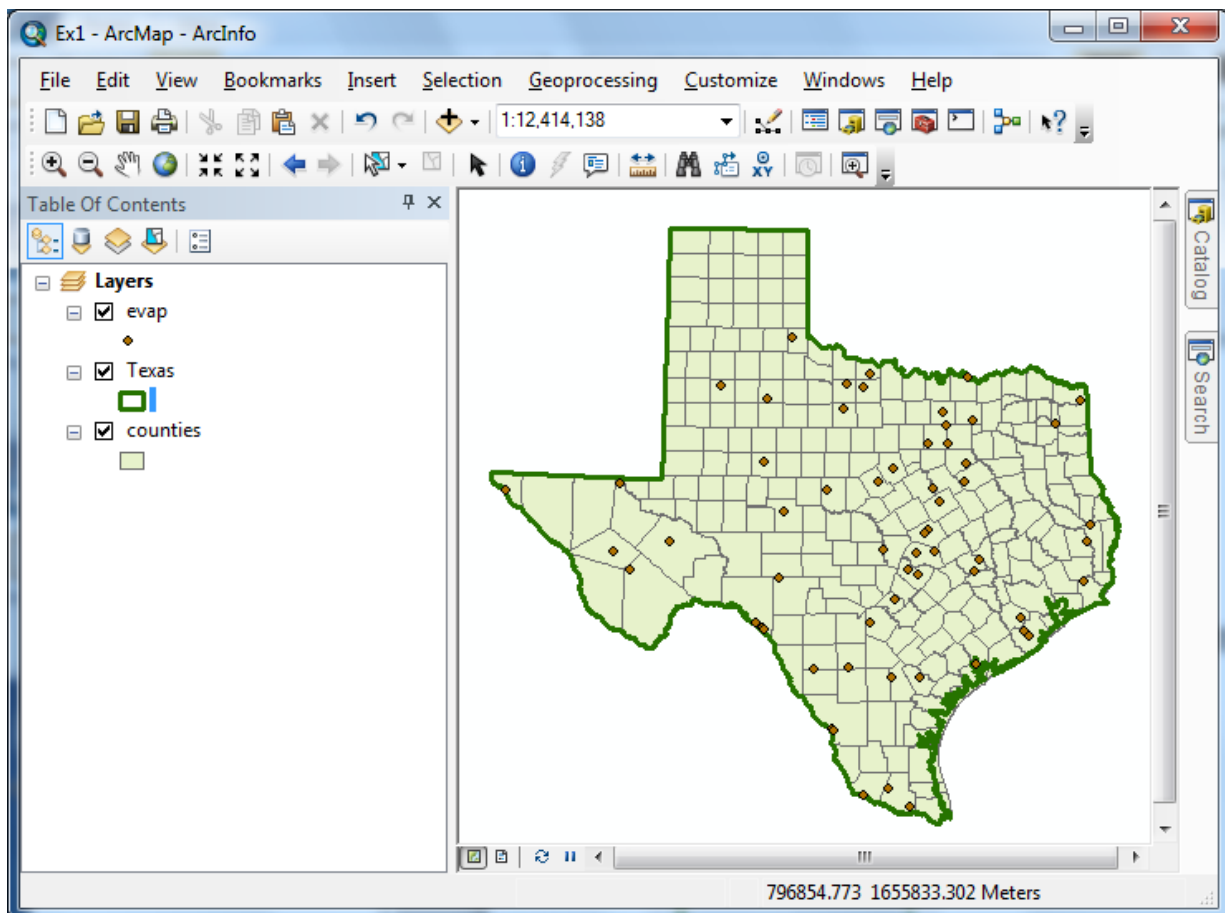 Ex1 - ArcMap - ArcInfo
File Edit View Bookmarks Insert Selection Geoprocessing Customize Windows Help
1:12,414,138
Table Of Contents
Layers
evap
Texas
counties
Catalog
Search
796854.773 1655833.302 Meters